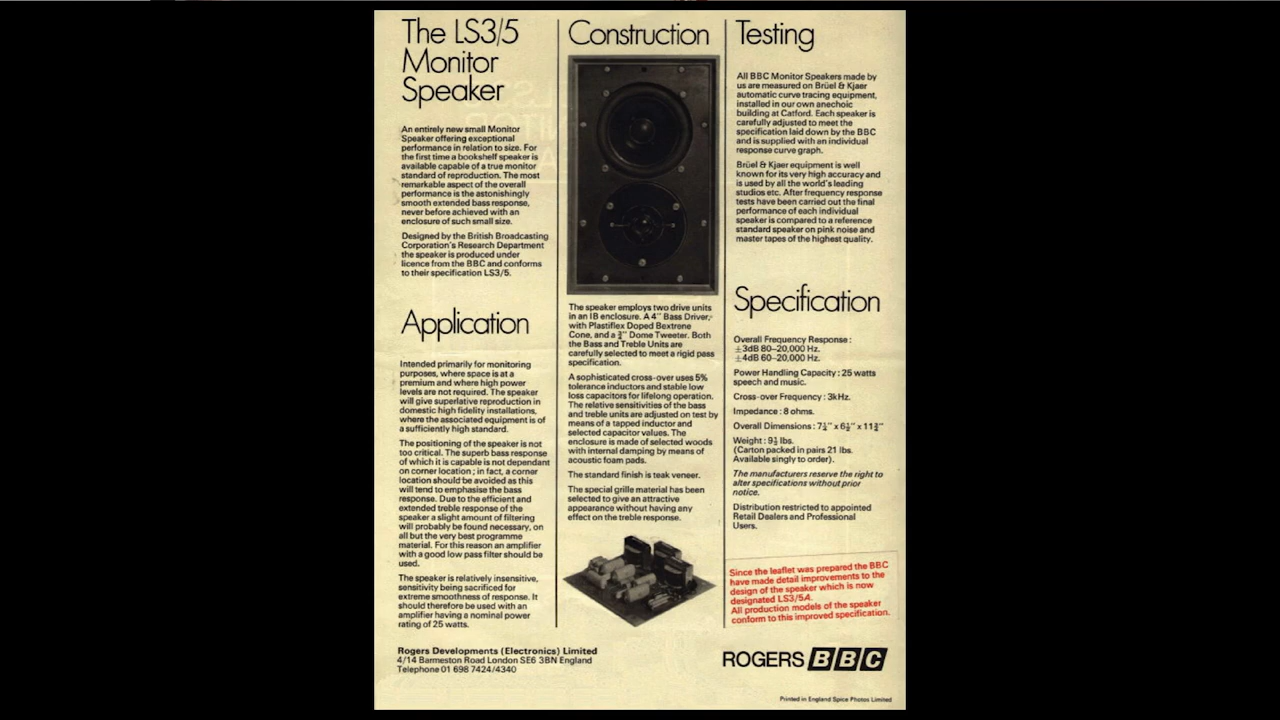 The LS3/5
Monitor
Speaker
An entirely new small Monitor
Speaker offering exceptional
performance in relation to size. For
the first time a bookshelf speaker is
available capable of a true monitor
standard of reproduction. The most
remarkable aspect of the overall
performance is the astonishingly
smooth extended bass response,
never before achieved with an
enclosure of such small size.
Designed by the British Broadcasting
Corporation's Research Department
the speaker is produced under
licence from the BBC and conforms
to their specification LS3/5.
Application
Intended primarily for monitoring
purposes, where space is at a
premium and where high power
levels are not required. The speaker
will give superlative reproduction in
domestic high fidelity installations,
where the associated equipment is of
a sufficiently high standard.
The positioning of the speaker is not
too critical. The superb bass response
of which it is capable is not dependant
on corner location; in fact, a corner
location should be avoided as this
will tend to emphasise the bass
response. Due to the efficient and
extended treble response of the
speaker a slight amount of filtering
will probably be found necessary, on
all but the very best programme
material. For this reason an amplifier
with a good low pass filter should be
used.
The speaker is relatively insensitive,
sensitivity being sacrificed for
extreme smoothness of response. It
should therefore be used with an
amplifier having a nominal power
rating of 25 watts.
Construction
The speaker employs two drive units
in an IB enclosure. A 4" Bass Driver,
with Plastiflex Doped Bextrene
Cone, and a ¾" Dome Tweeter. Both
the Bass and Treble Units are
carefully selected to meet a rigid pass
specification.
A sophisticated cross-over uses 5%
tolerance inductors and stable low
loss capacitors for lifelong operation.
The relative sensitivities of the bass
and treble units are adjusted on test by
means of a tapped inductor and
selected capacitor values. The
enclosure is made of selected woods
with internal damping by means of
acoustic foam pads.
The standard finish is teak veneer.
The special grille material has been
selected to give an attractive
appearance without having any
effect on the treble response.
Testing
All BBC Monitor Speakers made by
us are measured on Brüel & Kjaer
automatic curve tracing equipment,
installed in our own anechoic
building at Catford. Each speaker is
carefully adjusted to meet the
specification laid down by the BBC
and is supplied with an individual
response curve graph.
Brüel & Kjaer equipment is well
known for its very high accuracy and
is used by all the world's leading
studios etc. After frequency response
tests have been carried out the final
performance of each individual
speaker is compared to a reference
standard speaker on pink noise and
master tapes of the highest quality.
Specification
Overall Frequency Response :
±3dB 80–20,000 Hz.
±4dB 60–20,000 Hz.
Power Handling Capacity : 25 watts
speech and music.
Cross-over Frequency : 3kHz.
Impedance : 8 ohms.
Overall Dimensions : 7½" x 6½" x 11¾"
Weight : 9½ lbs.
(Carton packed in pairs 21 lbs.
Available singly to order).
The manufacturers reserve the right to
alter specifications without prior
notice.
Distribution restricted to appointed
Retail Dealers and Professional
Users.
Since the leaflet was prepared the BBC
have made detail improvements to the
design of the speaker which is now
designated LS3/5A.
All production models of the speaker
conform to this improved specification.
Rogers Developments (Electronics) Limited
4/14 Barmeston Road London SE6 3BN England
Telephone 01 698 7424/4340
ROGERS BBC
Printed in England Spice Photos Limited